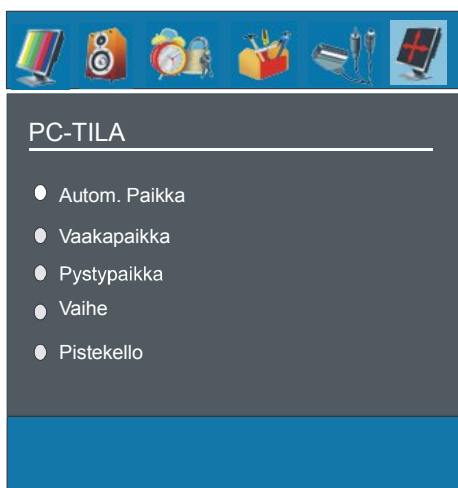 PC-TILA
Autom. Paikka
Vaakapaikka
Pystypaikka
Vaihe
Pistekello